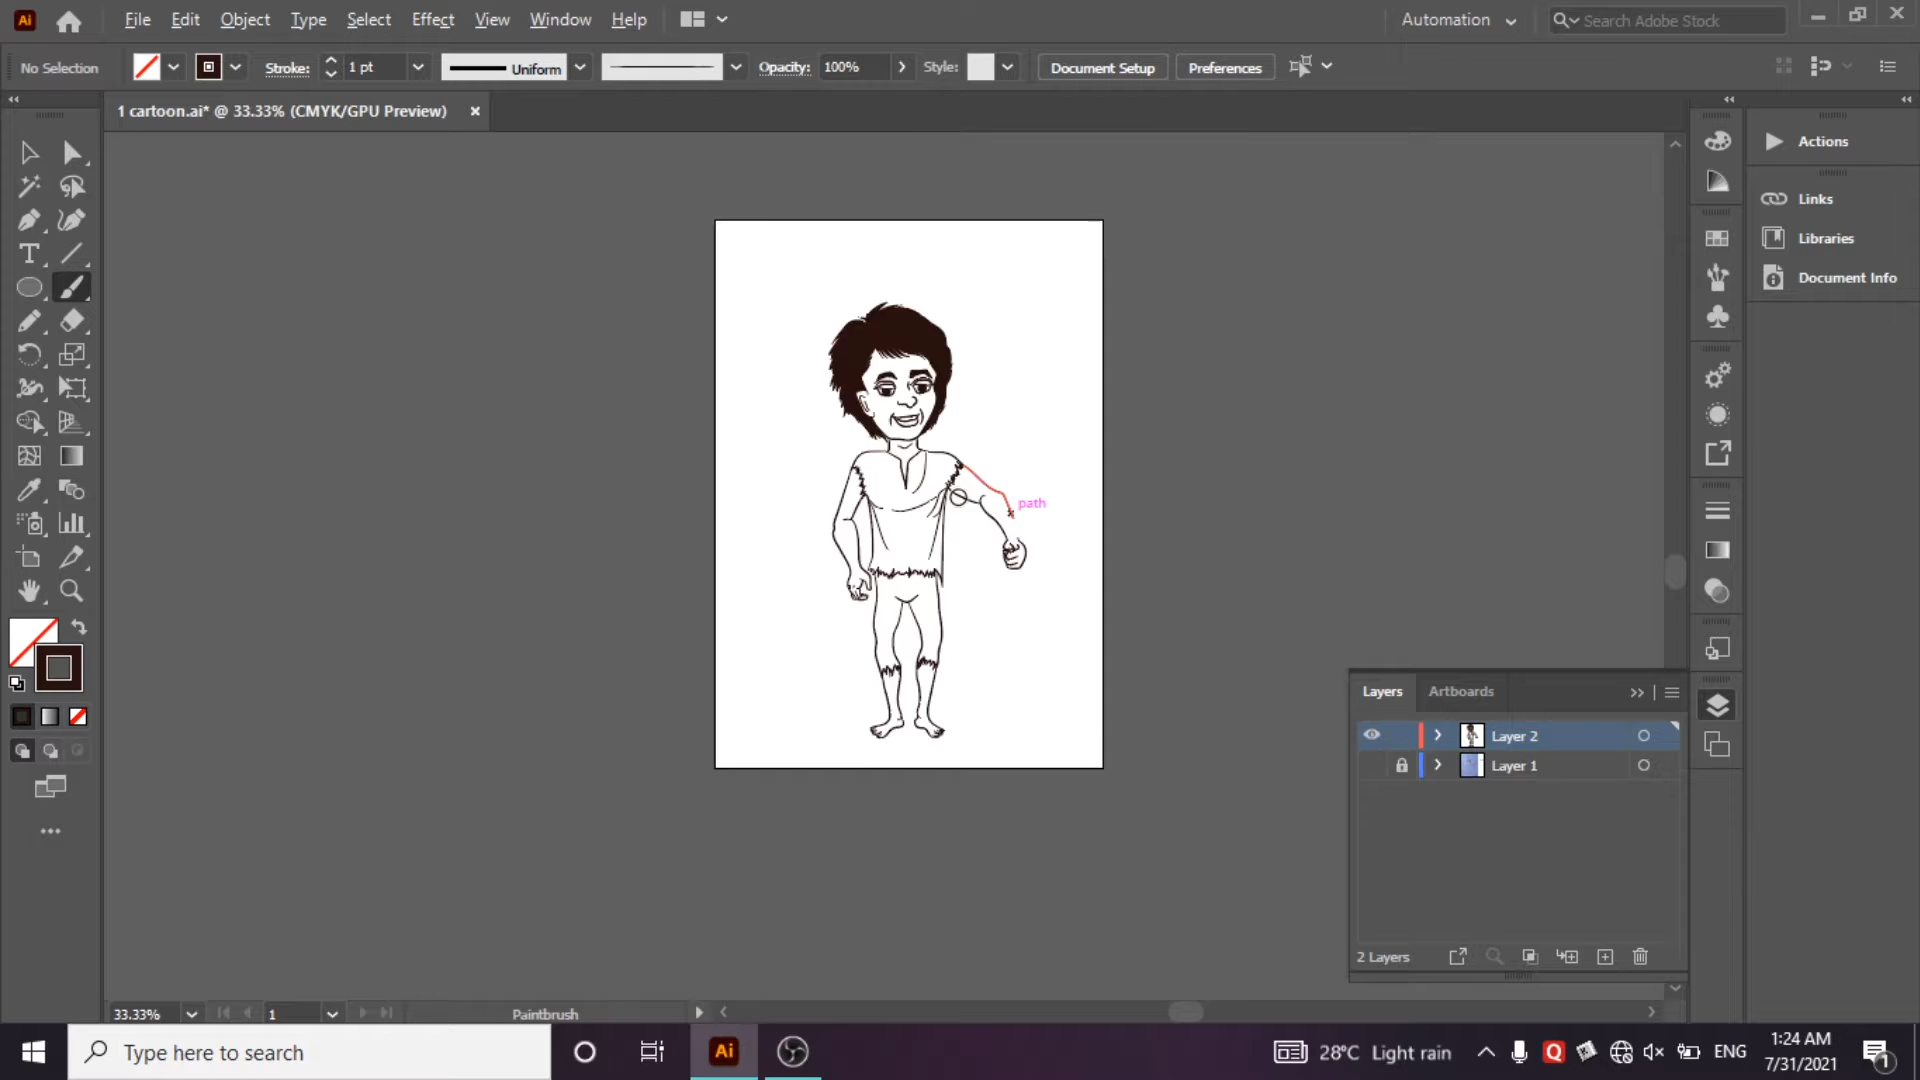 Ai File Edit Object Type Select Effect View Window Help Automation Search Adobe Stock
No Selection Stroke: 1 pt Uniform Opacity: 100% Style: Document Setup Preferences
1 cartoon.ai* @ 33.33% (CMYK/GPU Preview)
Actions
Links
Libraries
Document Info
path
Layers Artboards
Layer 2
Layer 1
2 Layers
33.33% 1 Paintbrush
Type here to search Ai 28°C Light rain ENG 1:24 AM
7/31/2021 1